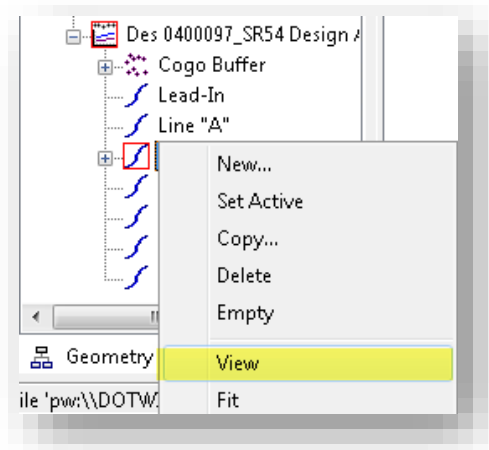 Des 0400097_SR54 Design
Cogo Buffer
Lead-In
Line "A"
New...
Set Active
Copy...
Delete
Empty
Geometry
View
ile 'pw:\\DOTW
Fit